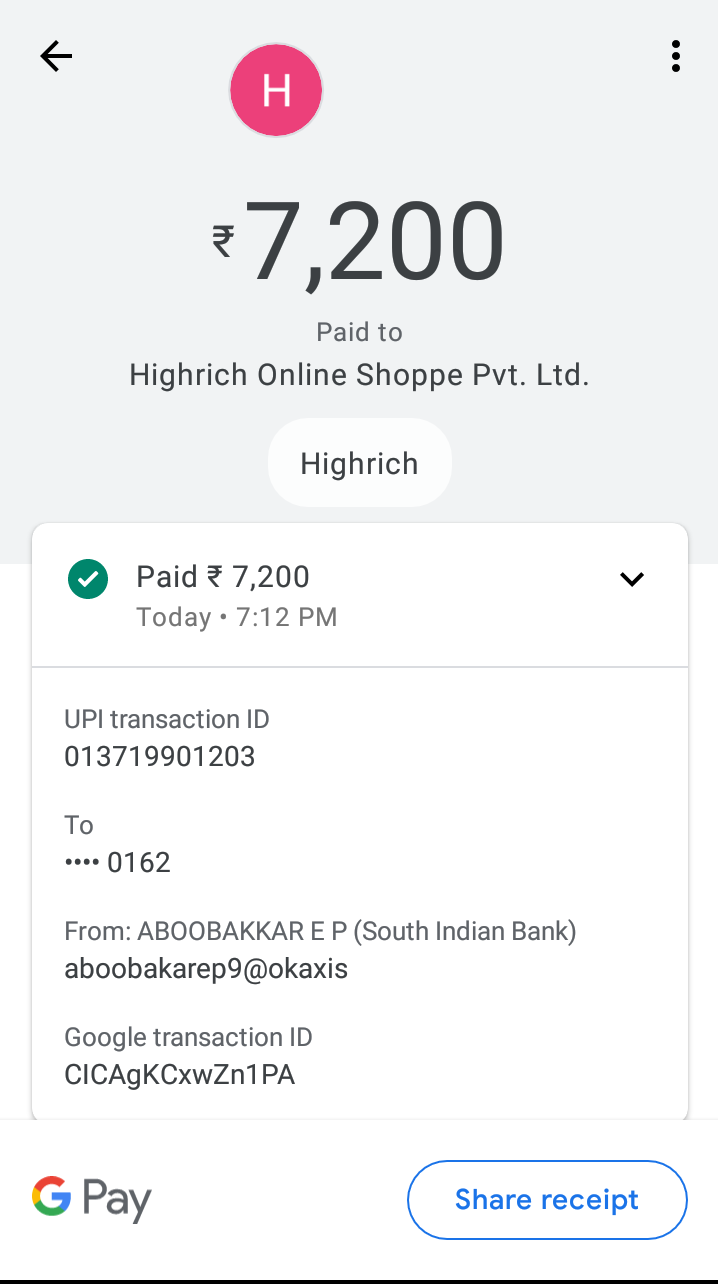 H
₹7,200
Paid to
Highrich Online Shoppe Pvt. Ltd.
Highrich
Paid ₹ 7,200
Today • 7:12 PM
UPI transaction ID
013719901203
To
•••• 0162
From: ABOOBAKKAR E P (South Indian Bank)
aboobakarep9@okaxis
Google transaction ID
CICAgKCxwZn1PA
G Pay
Share receipt